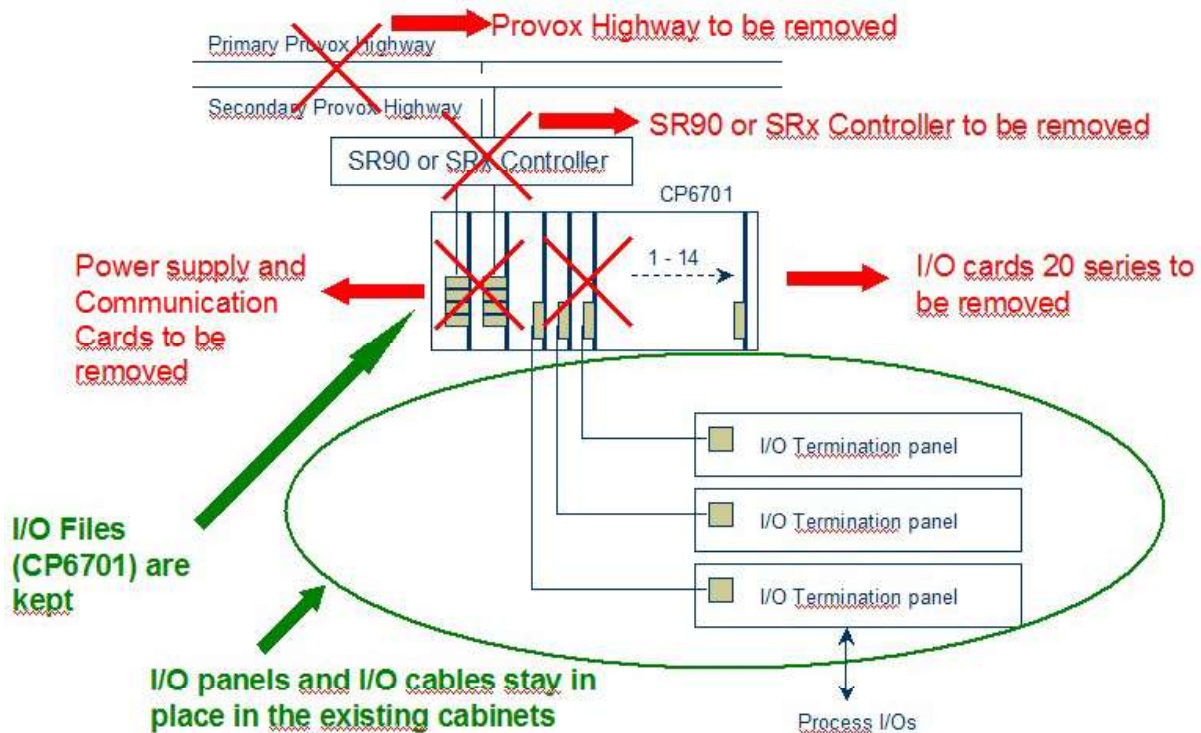 Provox Highway to be removed
Primary Provox Highway
Secondary Provox Highway
SR90 or SRx Controller to be removed
SR90 or SRx Controller
CP6701
1 - 14
Power supply and
Communication
Cards to be
removed
I/O cards 20 series to
be removed
I/O Termination panel
I/O Termination panel
I/O Termination panel
I/O Files
(CP6701) are
kept
I/O panels and I/O cables stay in
place in the existing cabinets
Process I/Os